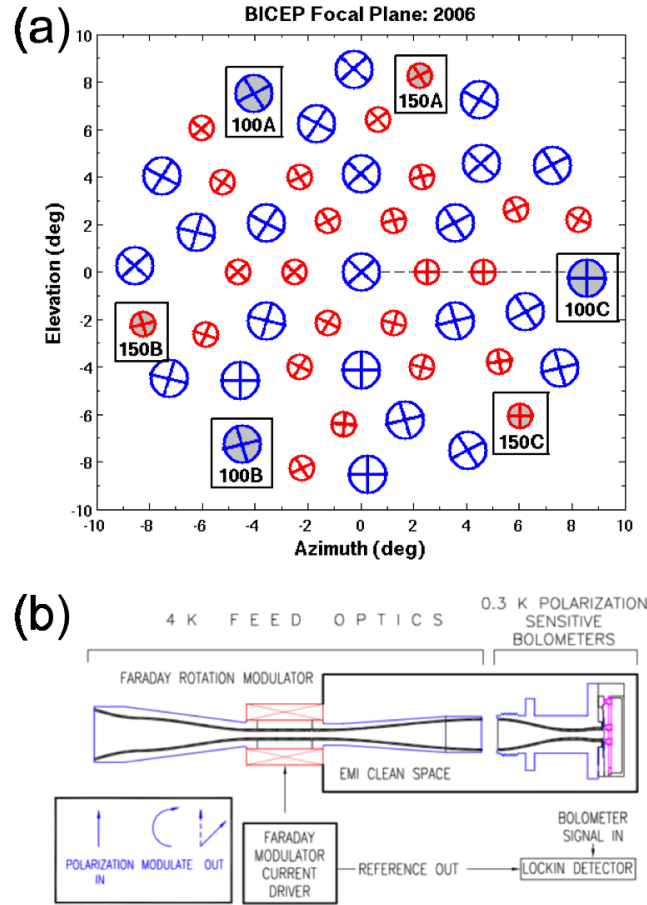 (a)
BICEP Focal Plane: 2006
10
8
6
4
2
0
-2
-4
-6
-8
-10
Elevation (deg)
100A
150A
100C
150B
150C
100B
-10 -8 -6 -4 -2 0 2 4 6 8 10
Azimuth (deg)
(b)
4 K FEED OPTICS
0.3 K POLARIZATION
SENSITIVE
BOLOMETERS
FARADAY ROTATION MODULATOR
EMI CLEAN SPACE
POLARIZATION MODULATE OUT
IN
FARADAY
MODULATOR
CURRENT
DRIVER
REFERENCE OUT
BOLOMETER
SIGNAL IN
LOCKIN DETECTOR